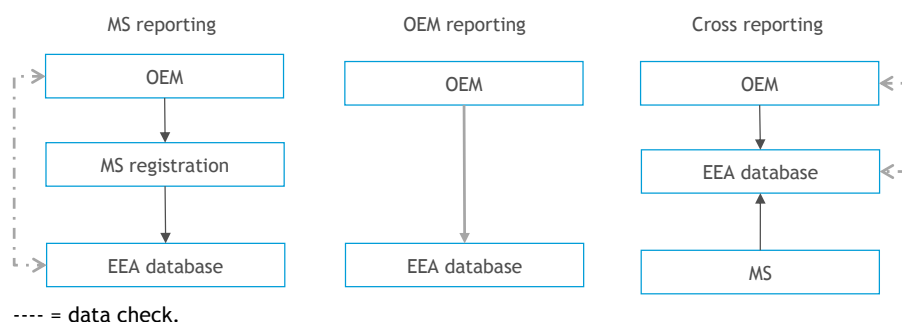 MS reporting
OEM
MS registration
EEA database
OEM reporting
OEM
EEA database
Cross reporting
OEM
EEA database
MS
---- = data check.